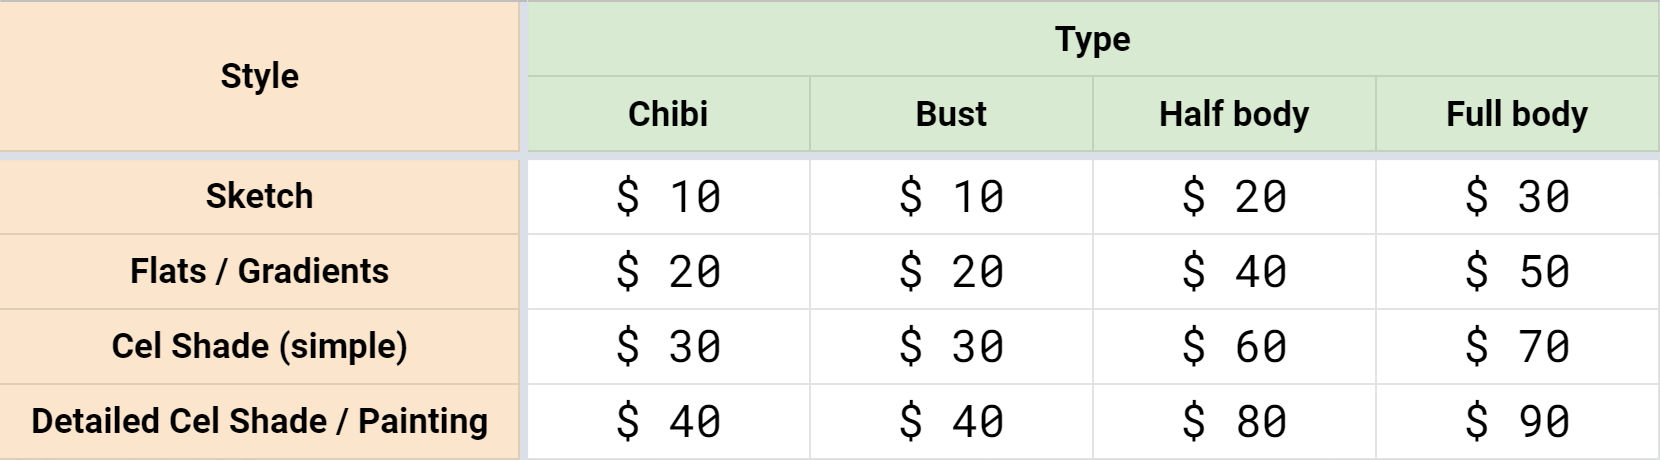 Style
Type
Chibi Bust Half body Full body
Sketch $ 10 $ 10 $ 20 $ 30
Flats / Gradients $ 20 $ 20 $ 40 $ 50
Cel Shade (simple) $ 30 $ 30 $ 60 $ 70
Detailed Cel Shade / Painting $ 40 $ 40 $ 80 $ 90